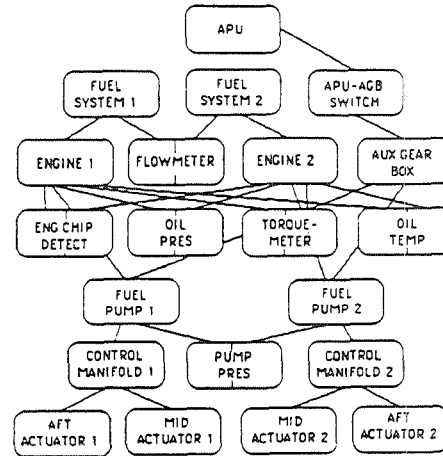 APU
FUEL
SYSTEM 1
FUEL
SYSTEM 2
APU-AGB
SWITCH
ENGINE 1
FLOWMETER
ENGINE 2
AUX GEAR
BOX
ENG CHIP
DETECT
OIL
PRES
TORQUE-
METER
OIL
TEMP
FUEL
PUMP 1
FUEL
PUMP 2
CONTROL
MANIFOLD 1
PUMP
PRES
CONTROL
MANIFOLD 2
AFT
ACTUATOR 1
MID
ACTUATOR 1
MID
ACTUATOR 2
AFT
ACTUATOR 2